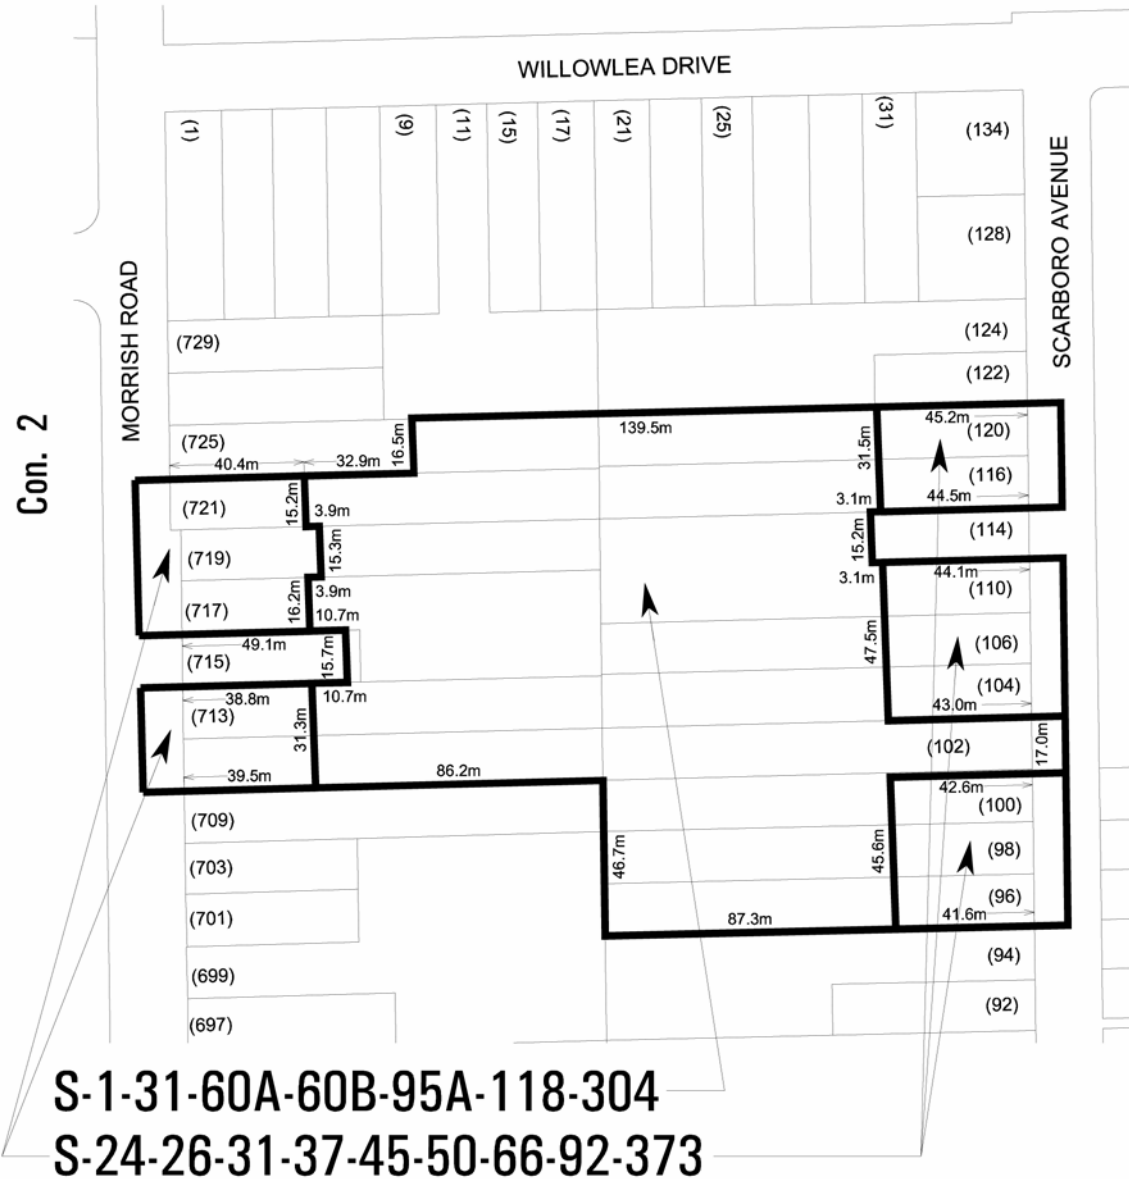 WILLOWLEA DRIVE
(1)
(9)
(11)
(15)
(17)
(21)
(25)
(31)
(134)
(128)
SCARBORO AVENUE
MORRISH ROAD
Con. 2
(729)
(124)
(122)
(725)
40.4m
32.9m
16.5m
139.5m
31.5m
45.2m
(120)
(116)
44.5m
3.1m
(721)
15.2m
3.9m
(719)
15.3m
15.2m
(114)
3.1m
44.1m
(110)
(717)
16.2m
3.9m
10.7m
49.1m
(715)
15.7m
47.5m
(106)
(104)
43.0m
38.8m
10.7m
(713)
31.3m
39.5m
86.2m
(102)
17.0m
42.6m
(100)
(709)
46.7m
45.6m
(98)
(703)
(96)
41.6m
87.3m
(701)
(94)
(699)
(92)
(697)
S-1-31-60A-60B-95A-118-304
S-24-26-31-37-45-50-66-92-373